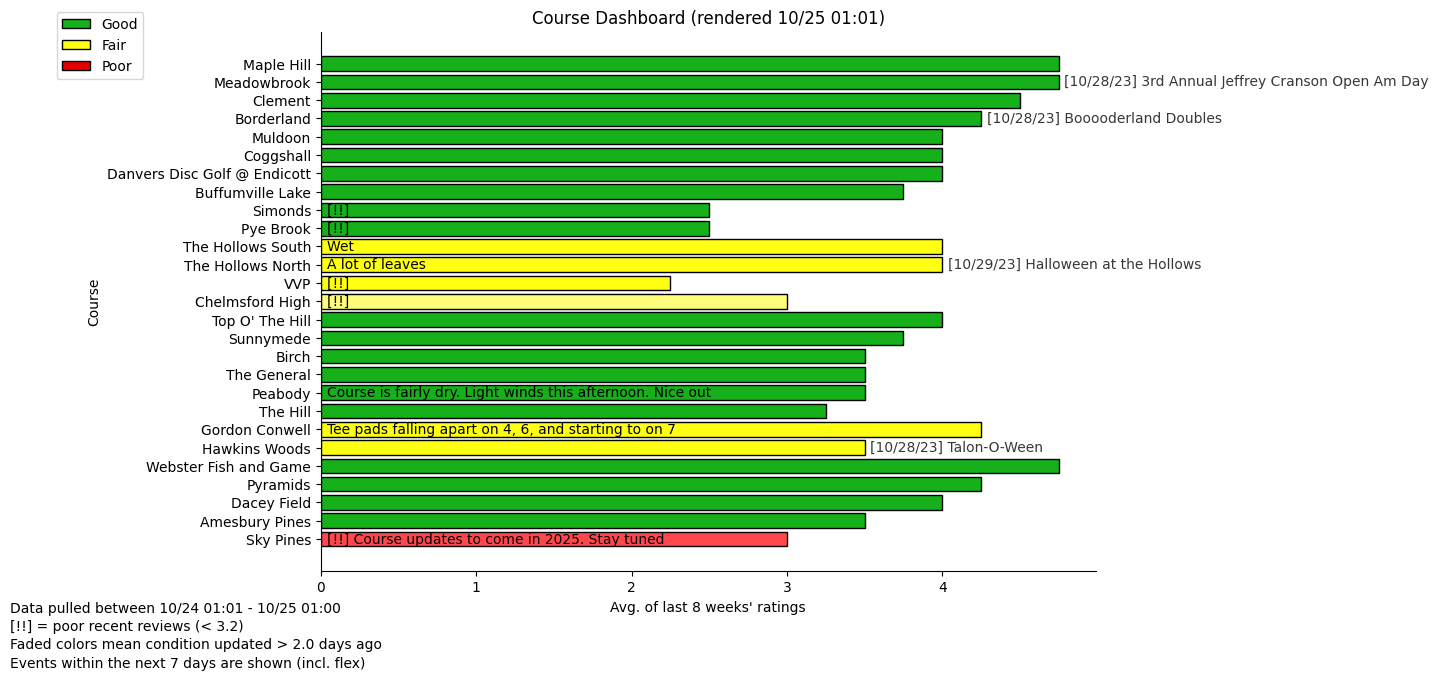 Course Dashboard (rendered 10/25 01:01)
Good
Fair
Poor
Course
Maple Hill
Meadowbrook [10/28/23] 3rd Annual Jeffrey Cranson Open Am Day
Clement
Borderland [10/28/23] Booooderland Doubles
Muldoon
Coggshall
Danvers Disc Golf @ Endicott
Buffumville Lake
Simonds [!!]
Pye Brook [!!]
The Hollows South Wet
The Hollows North A lot of leaves [10/29/23] Halloween at the Hollows
VVP [!!]
Chelmsford High [!!]
Top O' The Hill
Sunnymede
Birch
The General
Peabody Course is fairly dry. Light winds this afternoon. Nice out
The Hill
Gordon Conwell Tee pads falling apart on 4, 6, and starting to on 7
Hawkins Woods [10/28/23] Talon-O-Ween
Webster Fish and Game
Pyramids
Dacey Field
Amesbury Pines
Sky Pines [!!] Course updates to come in 2025. Stay tuned
0 1 2 3 4
Avg. of last 8 weeks' ratings
Data pulled between 10/24 01:01 - 10/25 01:00
[!!] = poor recent reviews (< 3.2)
Faded colors mean condition updated > 2.0 days ago
Events within the next 7 days are shown (incl. flex)